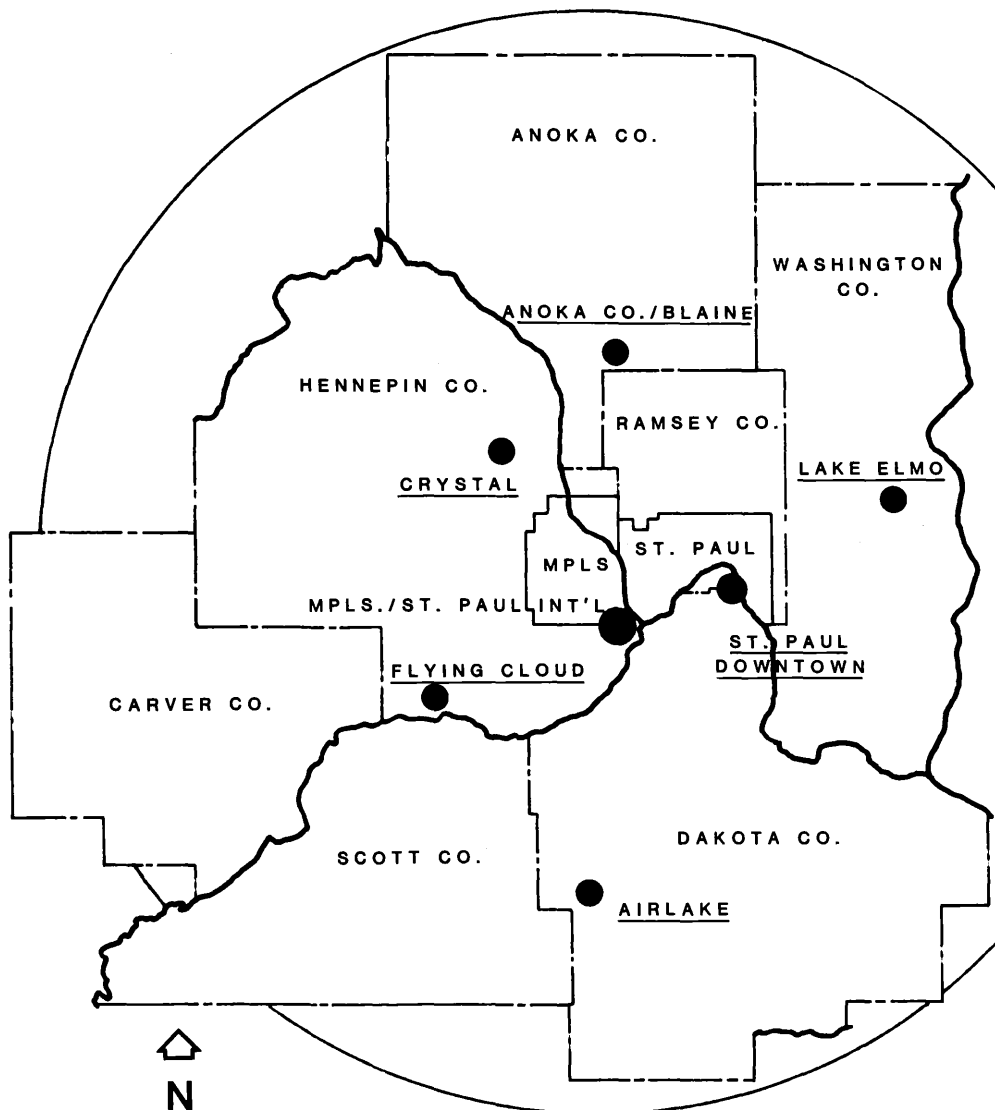 ANOKA CO.
WASHINGTON
CO.
ANOKA CO./BLAINE
HENNEPIN CO.
RAMSEY CO.
LAKE ELMO
CRYSTAL
ST. PAUL
MPLS
MPLS./ST. PAUL INT'L
ST. PAUL
DOWNTOWN
FLYING CLOUD
CARVER CO.
DAKOTA CO.
SCOTT CO.
AIRLAKE
N